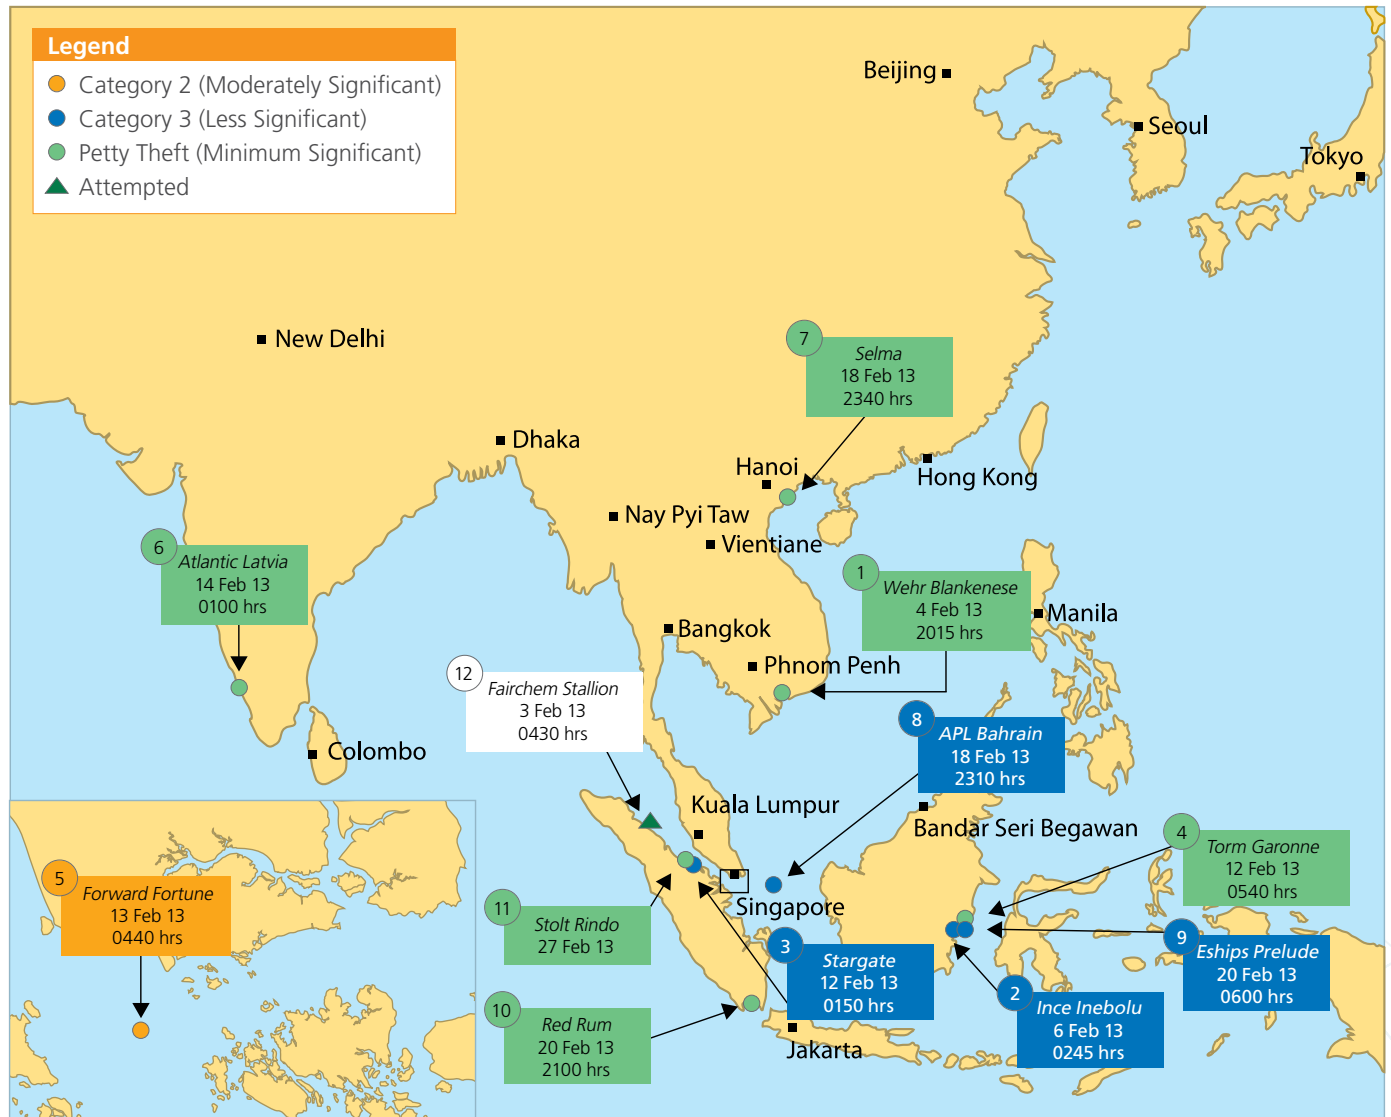 Legend
Category 2 (Moderately Significant)
Category 3 (Less Significant)
Petty Theft (Minimum Significant)
Attempted
Beijing
Seoul
Tokyo
New Delhi
7
Selma
18 Feb 13
2340 hrs
Dhaka
Hanoi
Hong Kong
Nay Pyi Taw
Vientiane
6
Atlantic Latvia
14 Feb 13
0100 hrs
1
Wehr Blankenese
4 Feb 13
2015 hrs
Manila
Bangkok
Phnom Penh
12
Fairchem Stallion
3 Feb 13
0430 hrs
8
APL Bahrain
18 Feb 13
2310 hrs
Colombo
Kuala Lumpur
Bandar Seri Begawan
4
Torm Garonne
12 Feb 13
0540 hrs
5
Forward Fortune
13 Feb 13
0440 hrs
Singapore
11
Stolt Rindo
27 Feb 13
3
Stargate
12 Feb 13
0150 hrs
9
Eships Prelude
20 Feb 13
0600 hrs
2
Ince Inebolu
6 Feb 13
0245 hrs
10
Red Rum
20 Feb 13
2100 hrs
Jakarta